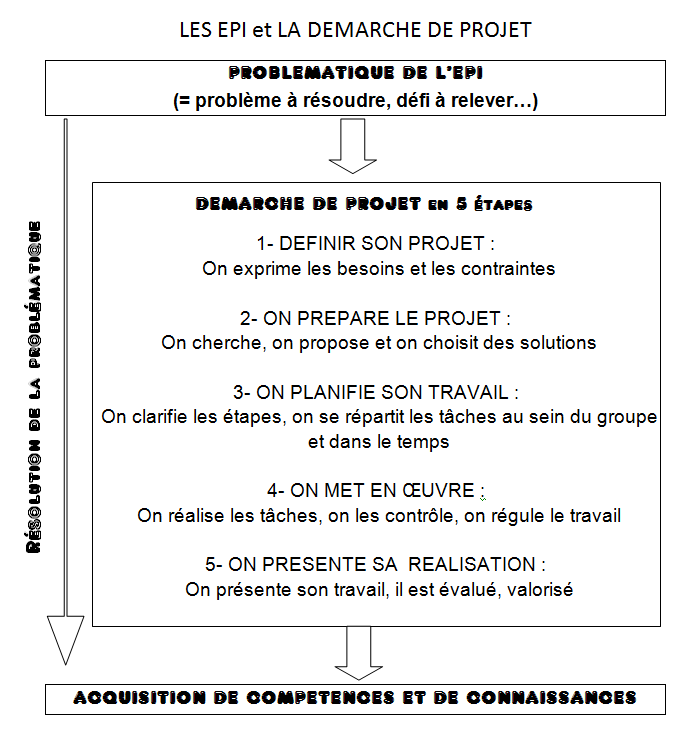 LES EPI et LA DEMARCHE DE PROJET
PROBLEMATIQUE DE L'EPI
(= problème à résoudre, défi à relever…)
Résolution de la problématique
DEMARCHE DE PROJET EN 5 ÉTAPES
1- DEFINIR SON PROJET :
On exprime les besoins et les contraintes
2- ON PREPARE LE PROJET :
On cherche, on propose et on choisit des solutions
3- ON PLANIFIE SON TRAVAIL :
On clarifie les étapes, on se répartit les tâches au sein du groupe
et dans le temps
4- ON MET EN ŒUVRE :
On réalise les tâches, on les contrôle, on régule le travail
5- ON PRESENTE SA  REALISATION :
On présente son travail, il est évalué, valorisé
ACQUISITION DE COMPETENCES ET DE CONNAISSANCES